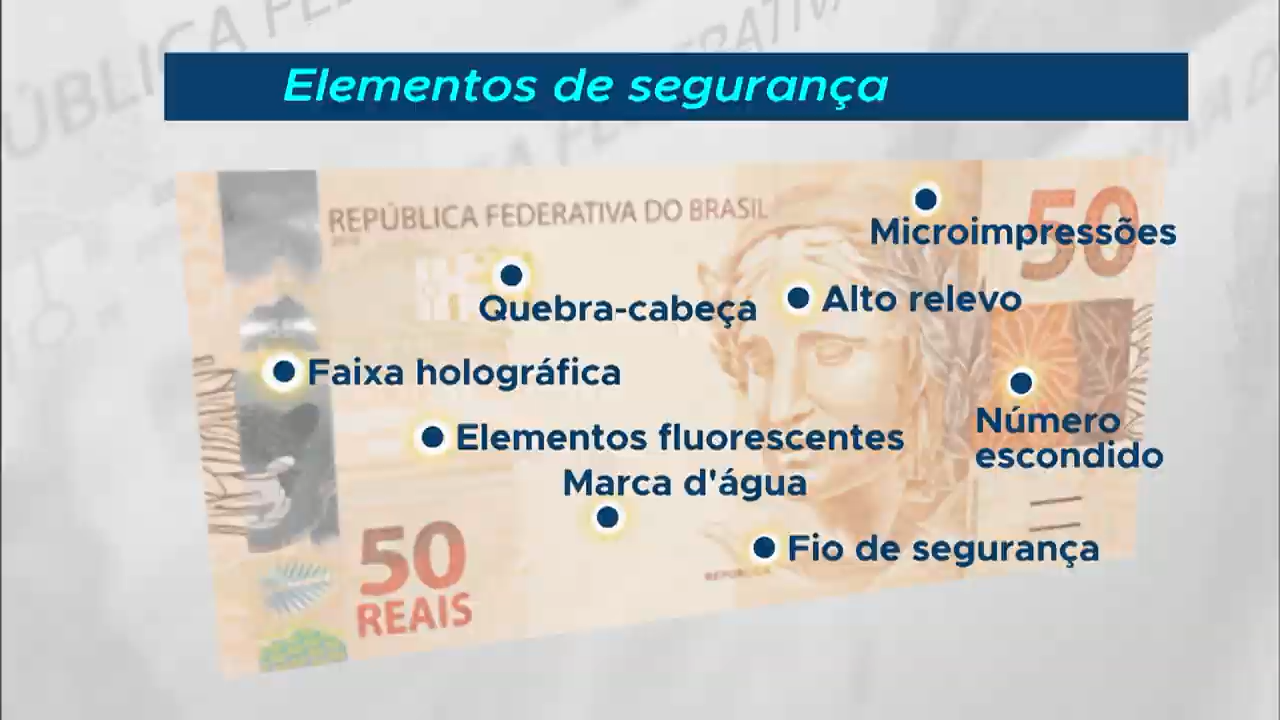 Elementos de segurança
REPÚBLICA FEDERATIVA DO BRASIL
50
Microimpressões
Quebra-cabeça
Alto relevo
Faixa holográfica
Número
escondido
Elementos fluorescentes
Marca d'água
Fio de segurança
50
REAIS